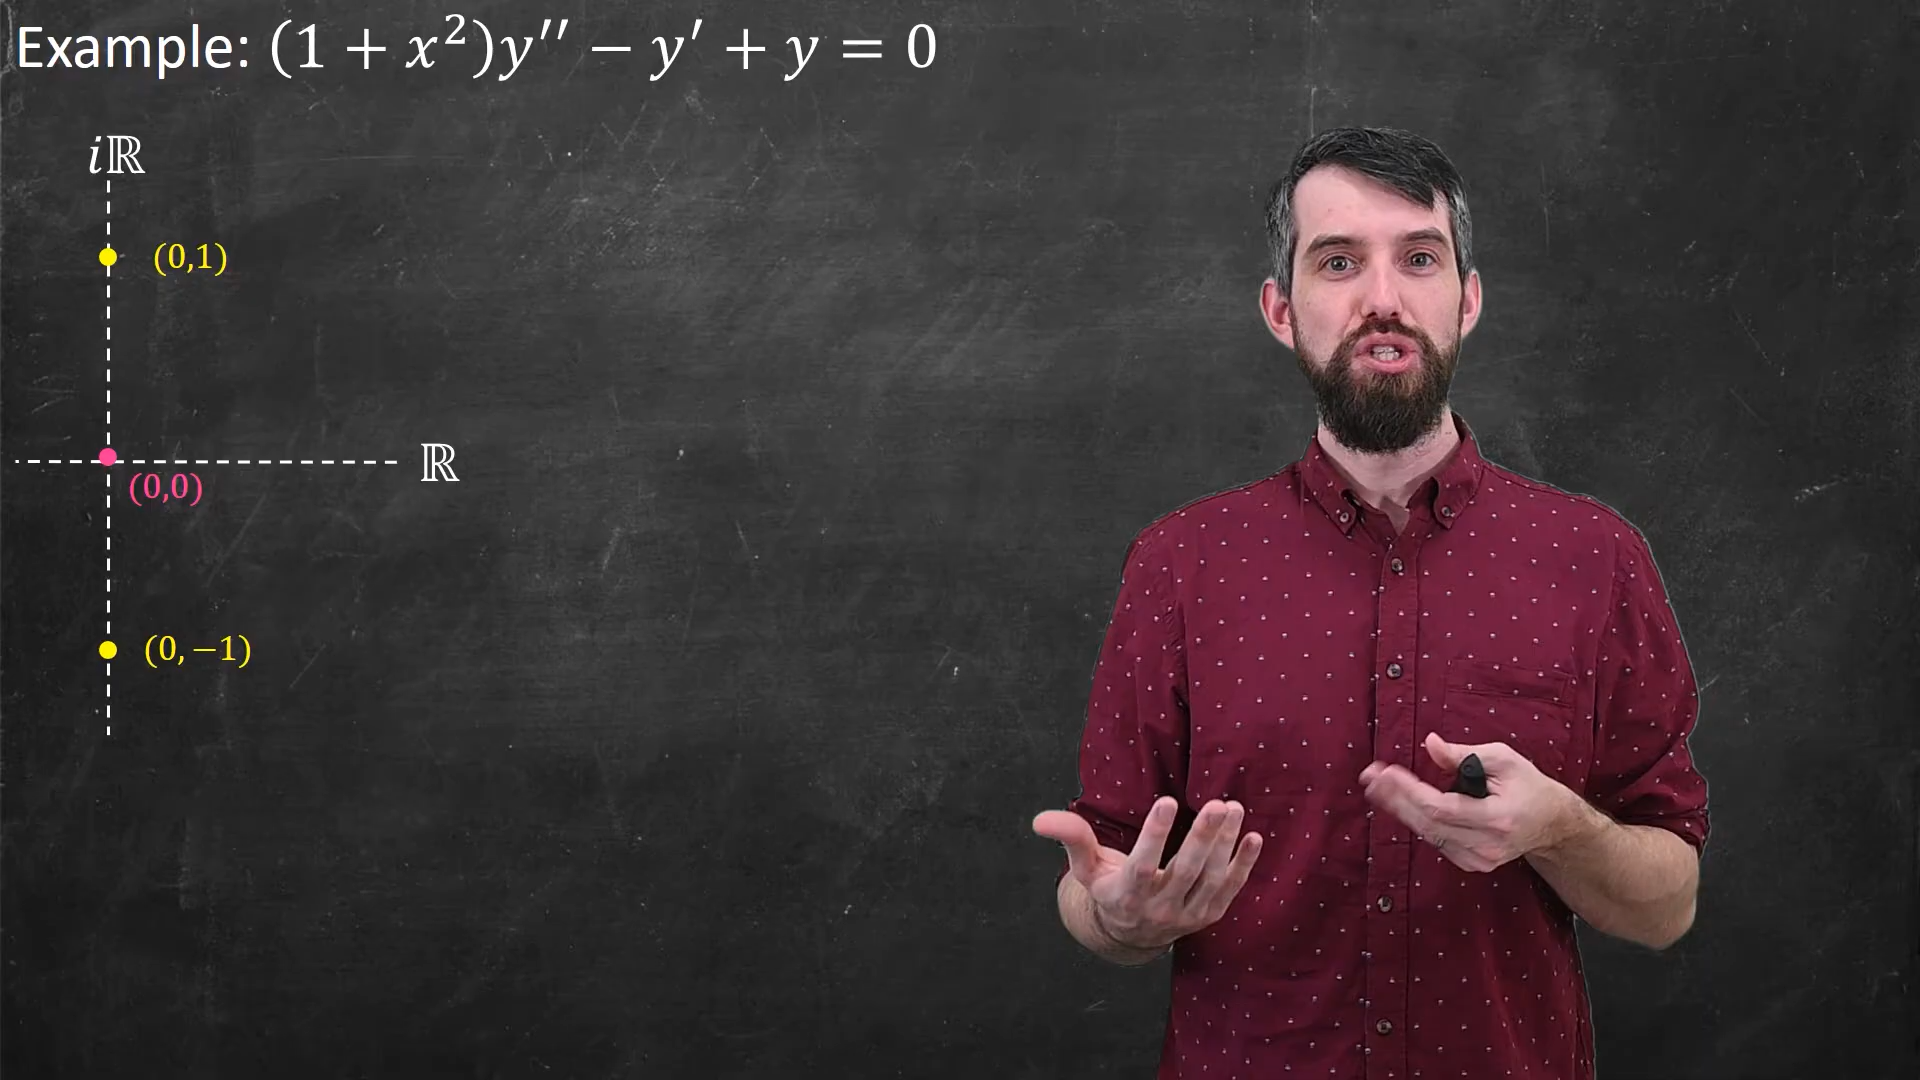 Example: (1 + x²)y′′ − y′ + y = 0
iℝ
(0,1)
ℝ
(0,0)
(0, −1)